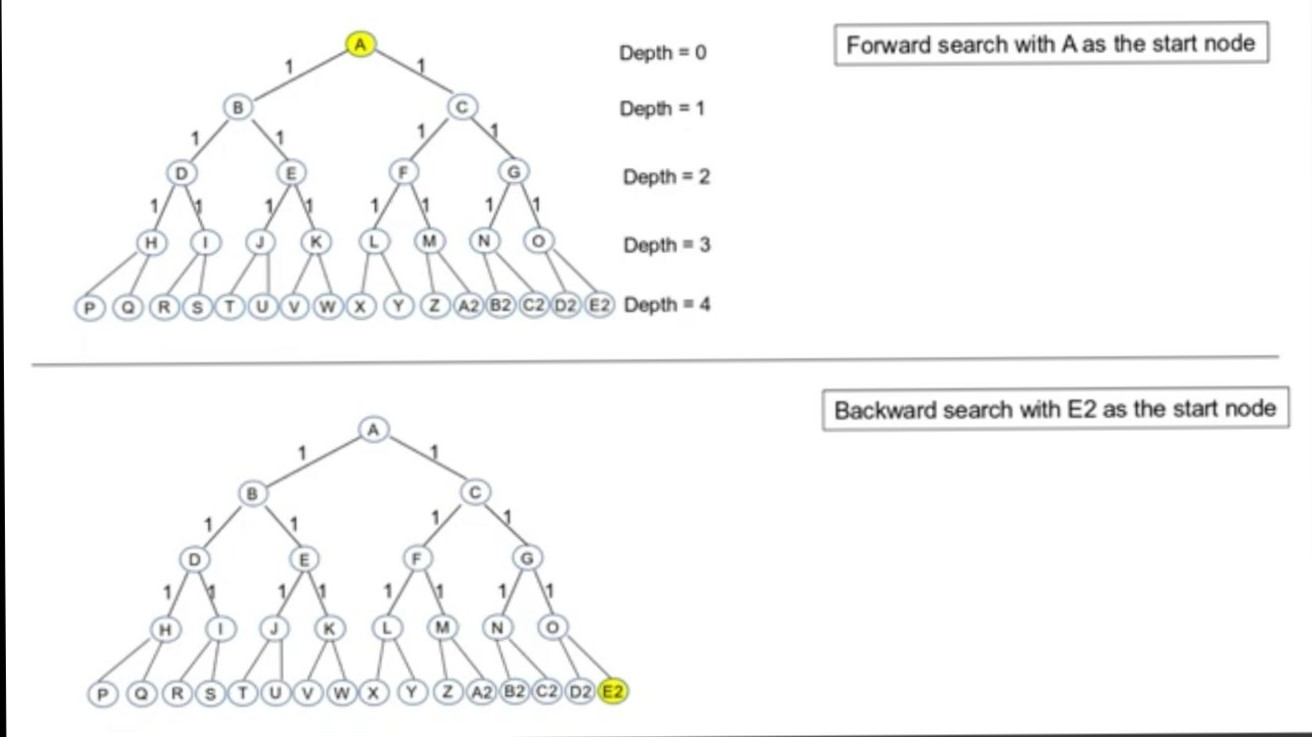 A
Depth = 0
Forward search with A as the start node
1 1
B C
Depth = 1
1 1 1 1
D E F G
Depth = 2
1 1 1 1 1 1 1 1
H I J K L M N O
Depth = 3
P Q R S T U V W X Y Z A2 B2 C2 D2 E2
Depth = 4
Backward search with E2 as the start node
A
1 1
B C
1 1 1 1
D E F G
1 1 1 1 1 1 1 1
H I J K L M N O
P Q R S T U V W X Y Z A2 B2 C2 D2 E2